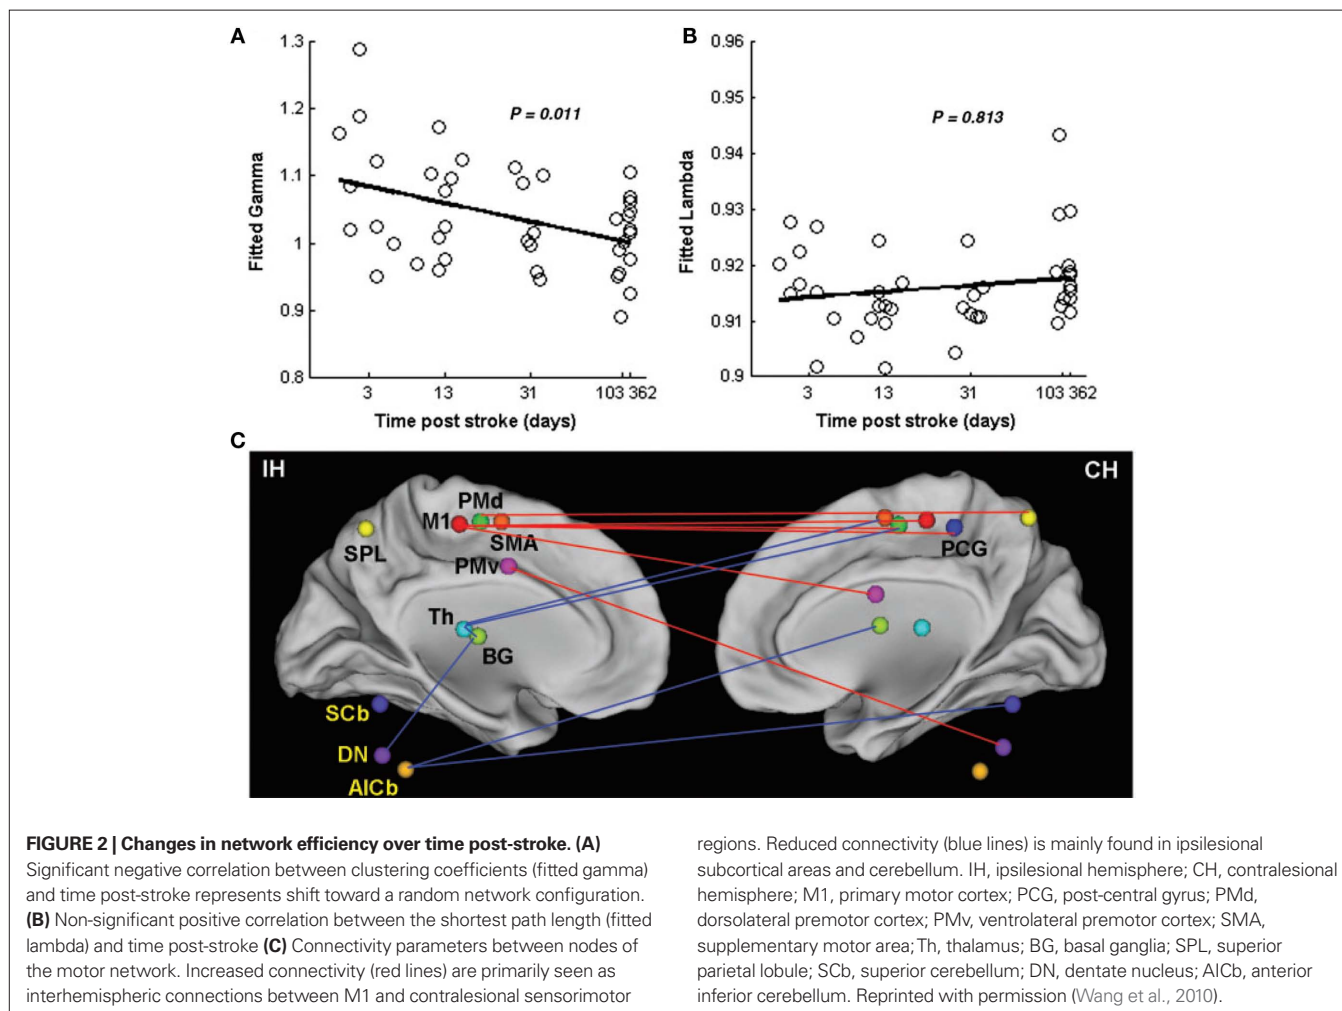 A
1.3
1.2
1.1
1
0.9
0.8
Fitted Gamma
P = 0.011
3 13 31 103 362
Time post stroke (days)
B
0.96
0.95
0.94
0.93
0.92
0.91
0.9
Fitted Lambda
P = 0.813
3 13 31 103 362
Time post stroke (days)
C
IH
CH
PMd
M1
SMA
SPL
PMv
PCG
Th
BG
SCb
DN
AICb
FIGURE 2 | Changes in network efficiency over time post-stroke. (A)
Significant negative correlation between clustering coefficients (fitted gamma)
and time post-stroke represents shift toward a random network configuration.
(B) Non-significant positive correlation between the shortest path length (fitted
lambda) and time post-stroke (C) Connectivity parameters between nodes of
the motor network. Increased connectivity (red lines) are primarily seen as
interhemispheric connections between M1 and contralesional sensorimotor
regions. Reduced connectivity (blue lines) is mainly found in ipsilesional
subcortical areas and cerebellum. IH, ipsilesional hemisphere; CH, contralesional
hemisphere; M1, primary motor cortex; PCG, post-central gyrus; PMd,
dorsolateral premotor cortex; PMv, ventrolateral premotor cortex; SMA,
supplementary motor area; Th, thalamus; BG, basal ganglia; SPL, superior
parietal lobule; SCb, superior cerebellum; DN, dentate nucleus; AICb, anterior
inferior cerebellum. Reprinted with permission (Wang et al., 2010).